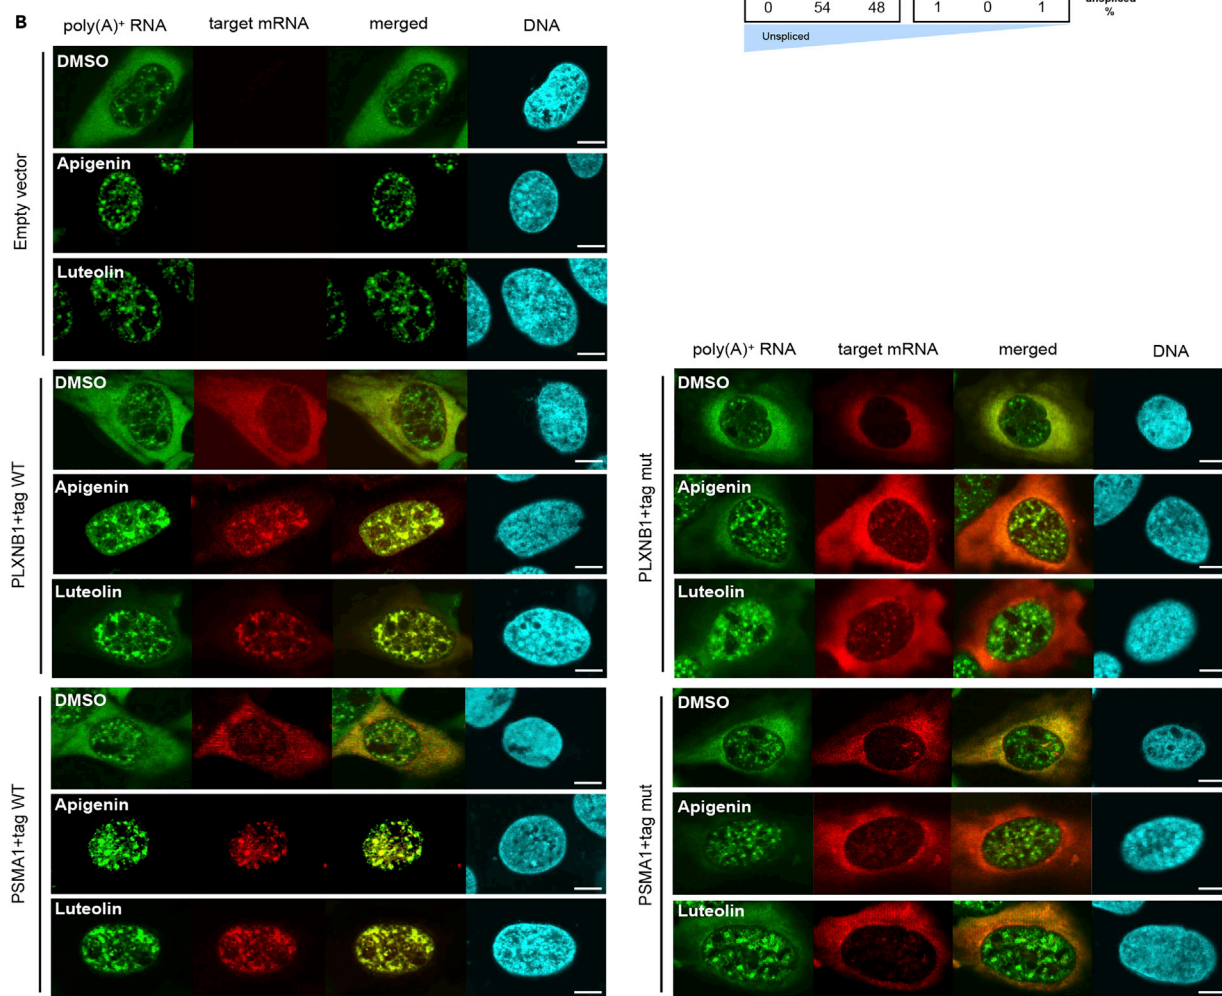 B
poly(A)⁺ RNA target mRNA merged DNA
0 54 48 1 0 1
%
Unspliced
Empty vector
DMSO
Apigenin
Luteolin
PLXNB1+tag WT
DMSO
Apigenin
Luteolin
PSMA1+tag WT
DMSO
Apigenin
Luteolin
poly(A)⁺ RNA target mRNA merged DNA
PLXNB1+tag mut
DMSO
Apigenin
Luteolin
PSMA1+tag mut
DMSO
Apigenin
Luteolin